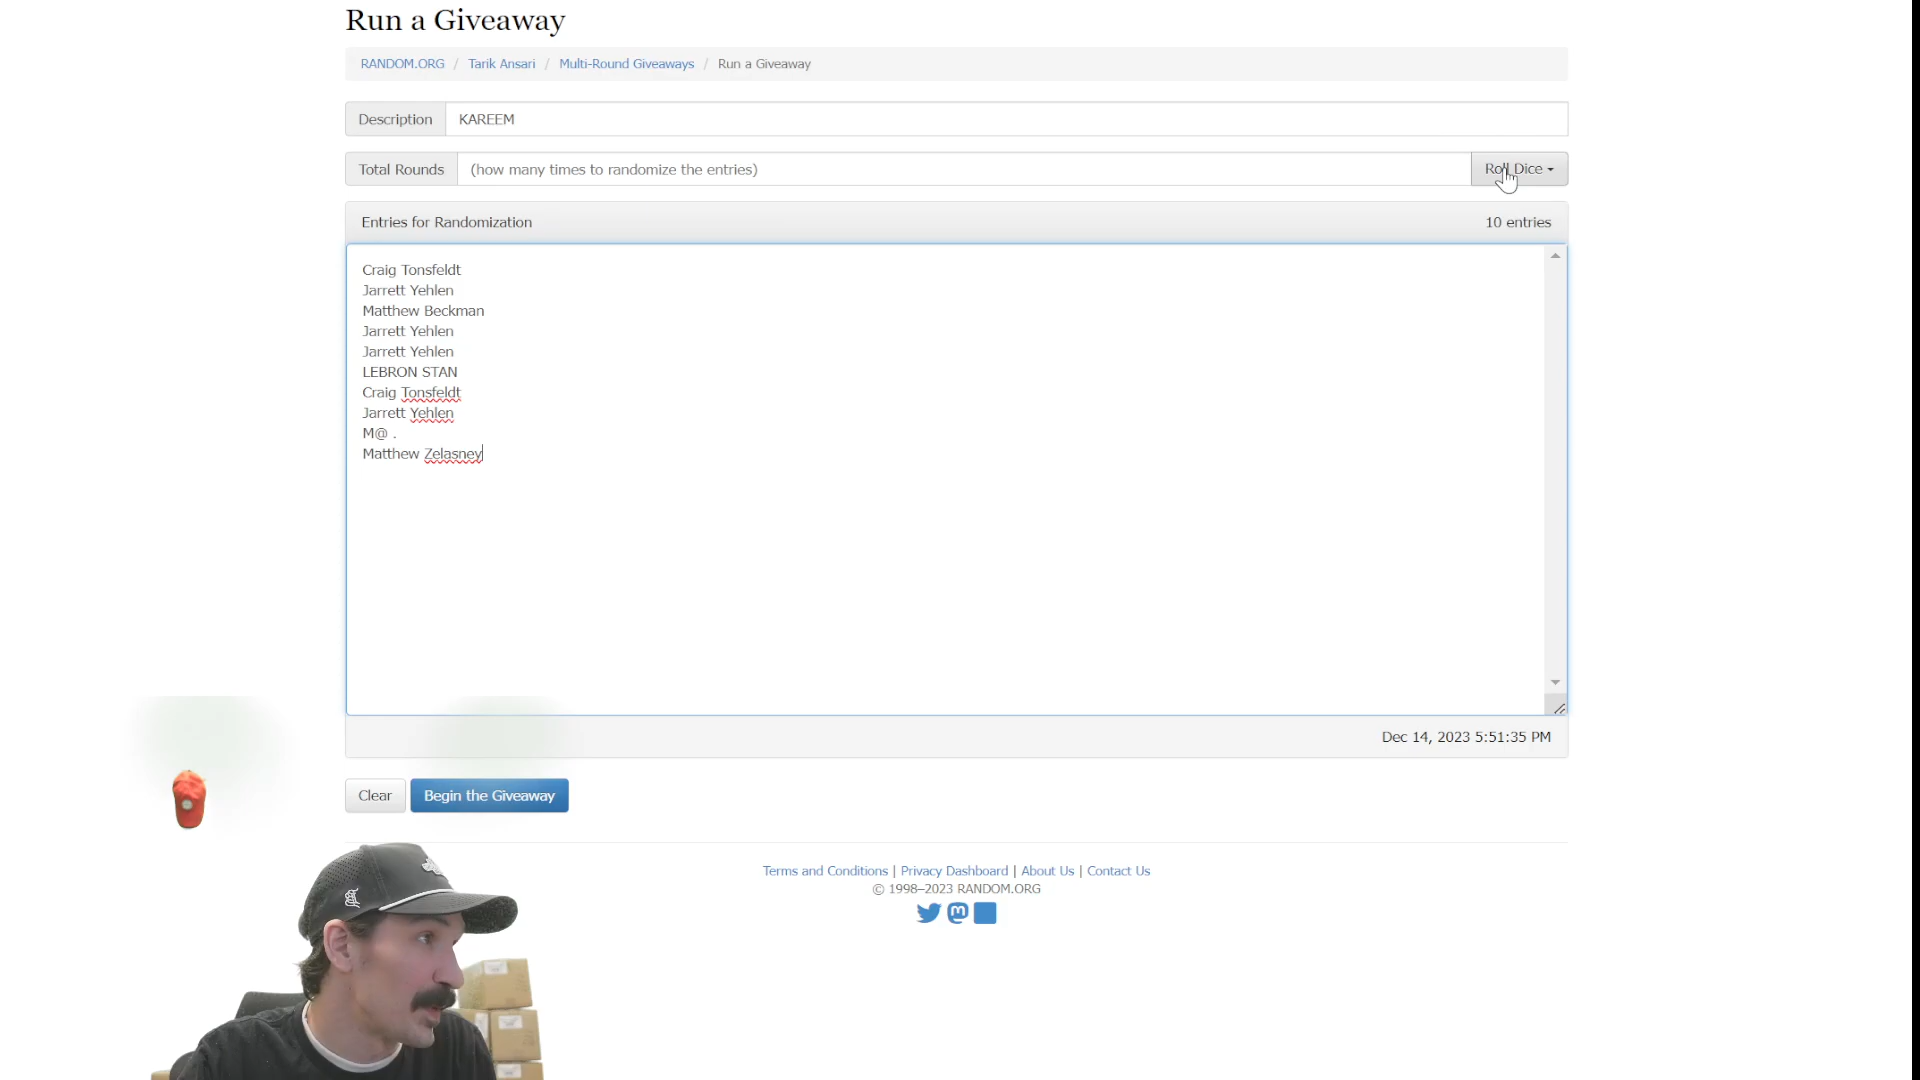 Run a Giveaway
RANDOM.ORG / Tarik Ansari / Multi-Round Giveaways / Run a Giveaway
Description KAREEM
Total Rounds (how many times to randomize the entries) Roll Dice
Entries for Randomization 10 entries
Craig Tonsfeldt
Jarrett Yehlen
Matthew Beckman
Jarrett Yehlen
Jarrett Yehlen
LEBRON STAN
Craig Tonsfeldt
Jarrett Yehlen
M@ .
Matthew Zelasney
Dec 14, 2023 5:51:35 PM
Clear Begin the Giveaway
Terms and Conditions | Privacy Dashboard | About Us | Contact Us
© 1998–2023 RANDOM.ORG